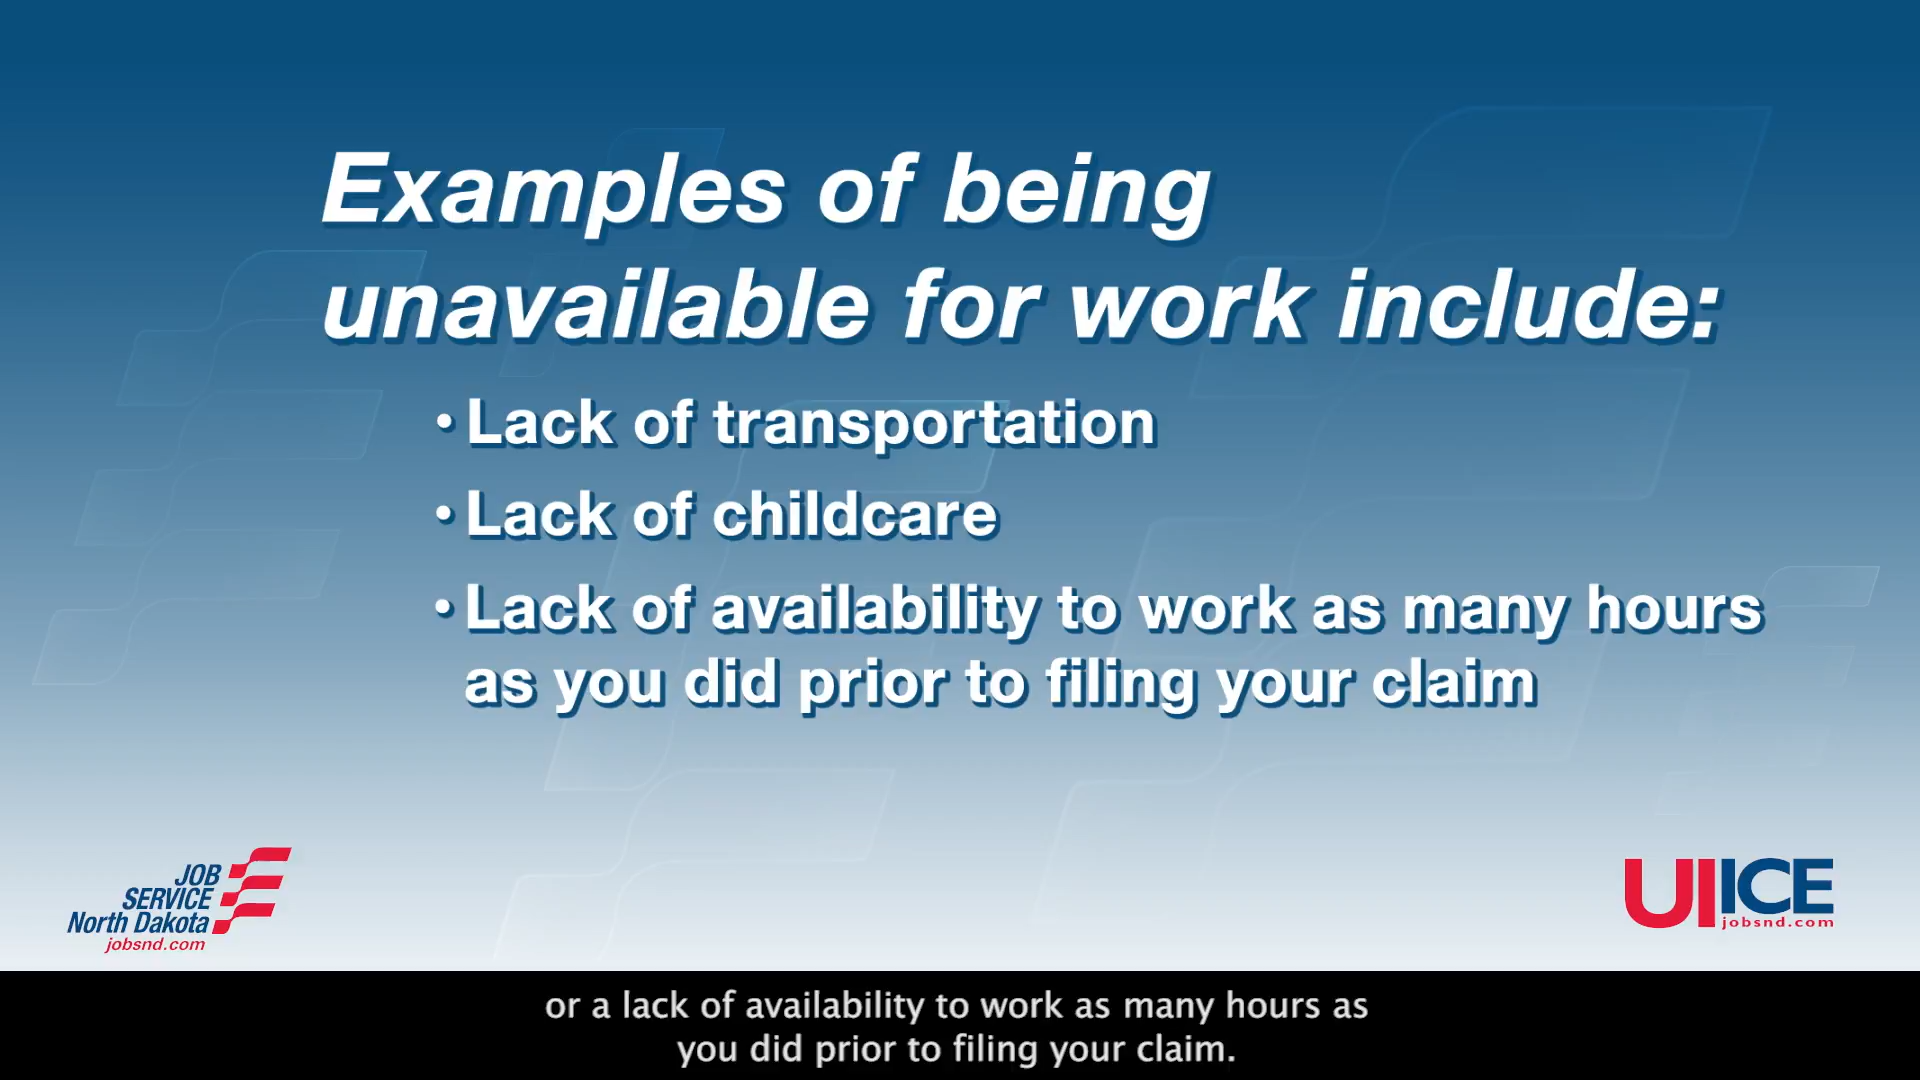 Examples of being
unavailable for work include:
• Lack of transportation
• Lack of childcare
• Lack of availability to work as many hours
as you did prior to filing your claim
JOB
SERVICE
North Dakota
jobsnd.com
UIICE
jobsnd.com
or a lack of availability to work as many hours as
you did prior to filing your claim.